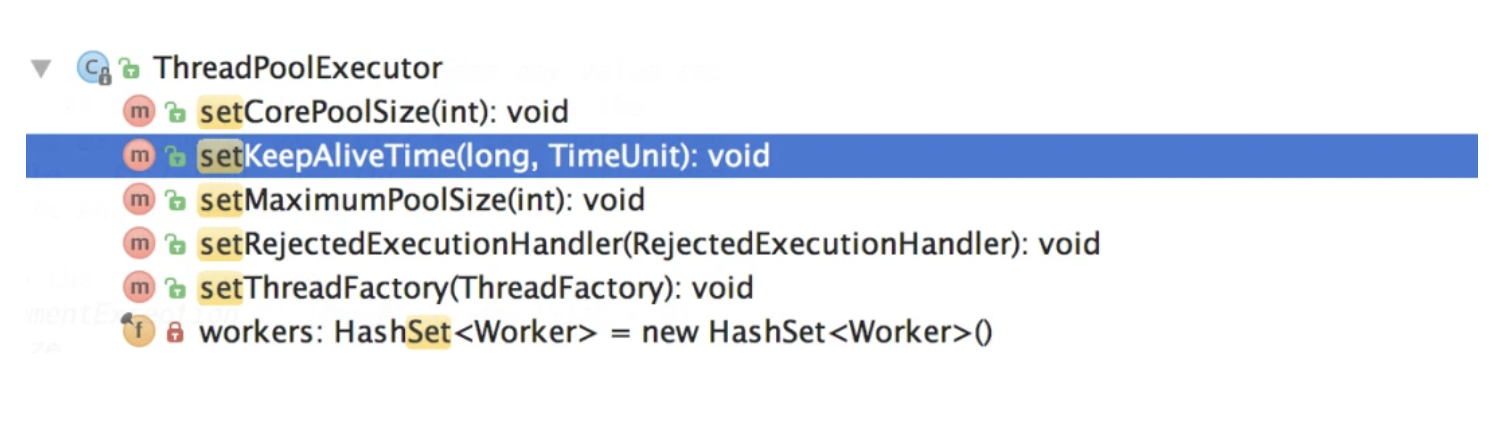 ThreadPoolExecutor
setCorePoolSize(int): void
setKeepAliveTime(long, TimeUnit): void
setMaximumPoolSize(int): void
setRejectedExecutionHandler(RejectedExecutionHandler): void
setThreadFactory(ThreadFactory): void
workers: HashSet<Worker> = new HashSet<Worker>()